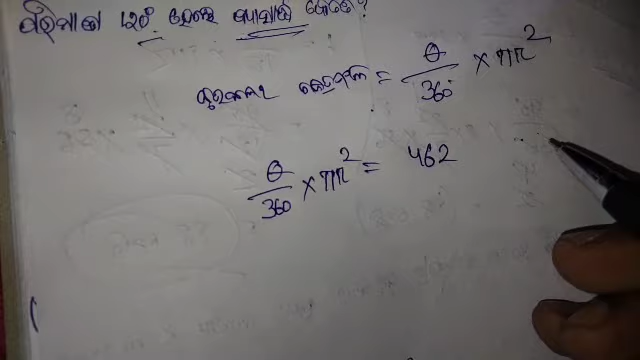 ପରିମାଣ 120° ହେଲେ ବ୍ୟାସାର୍ଦ୍ଧ କେତେ?
ବୃତ୍ତକଳାର କ୍ଷେତ୍ରଫଳ = θ/360° × πr²
θ/360 × πr² = 462